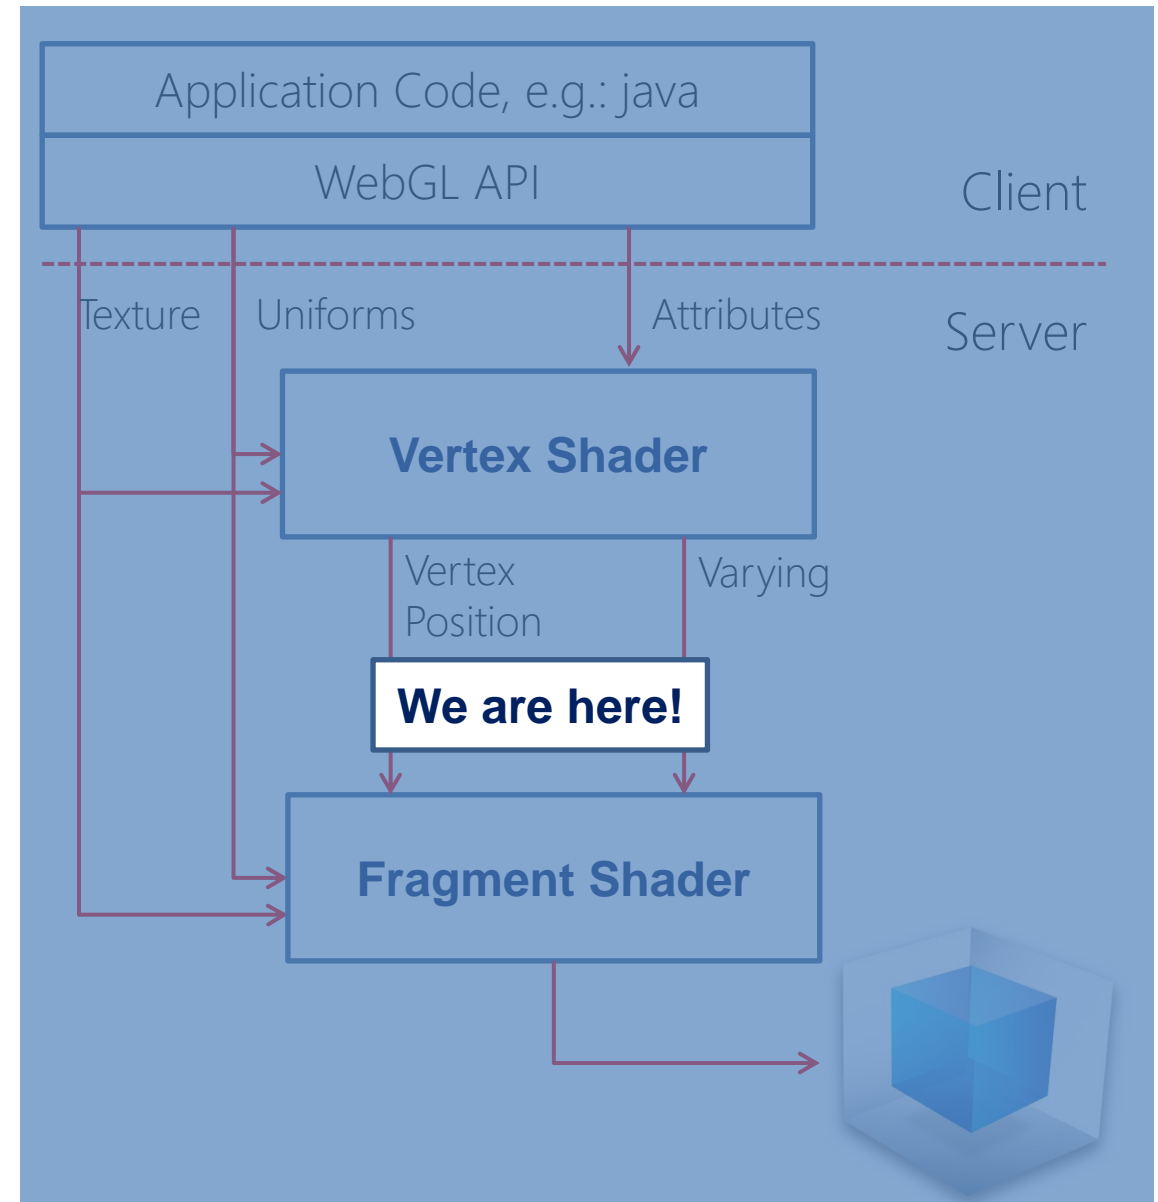 Application Code, e.g.: java
WebGL API
Client
Texture
Uniforms
Attributes
Server
Vertex Shader
Vertex
Position
Varying
We are here!
Fragment Shader